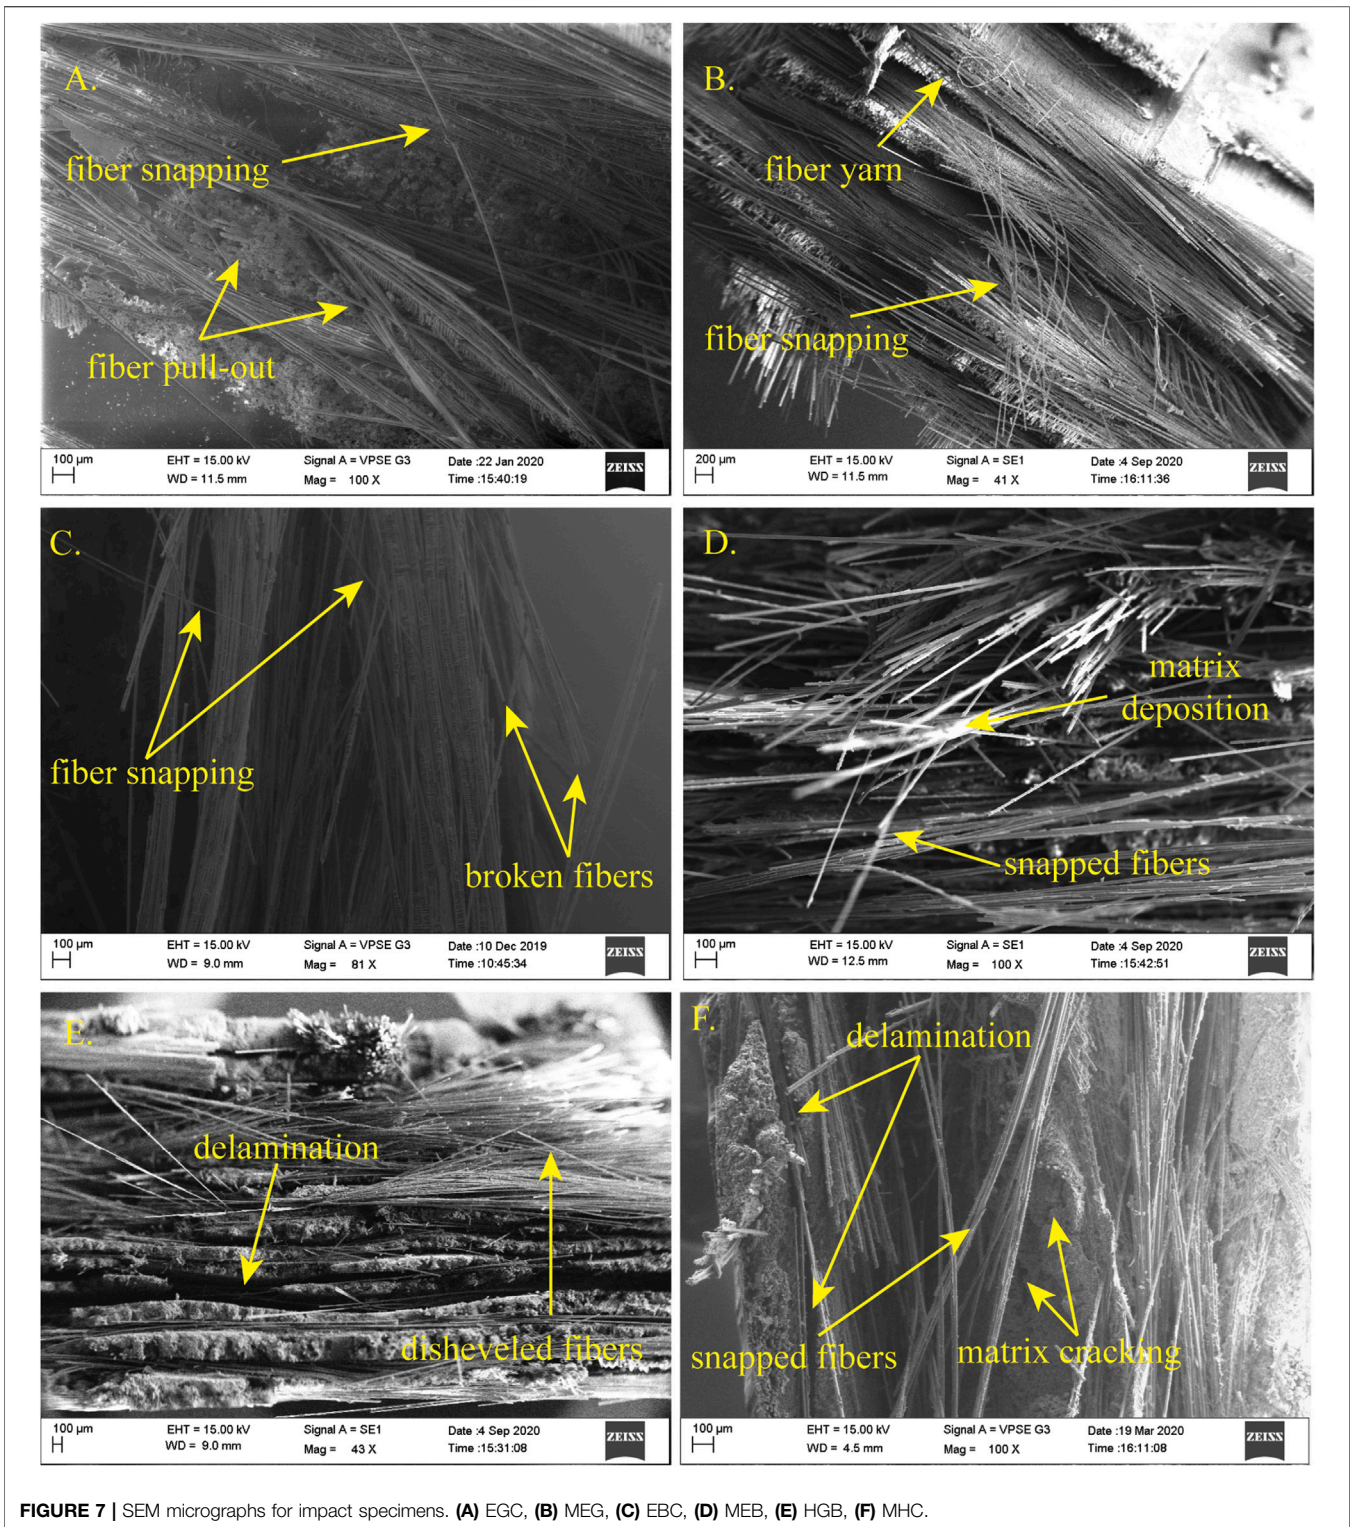 A.
fiber snapping
fiber pull-out
100 µm
EHT = 15.00 kV
WD = 11.5 mm
Signal A = VPSE G3
Mag = 100 X
Date :22 Jan 2020
Time :15:40:19
ZEISS
B.
fiber yarn
fiber snapping
200 µm
EHT = 15.00 kV
WD = 11.5 mm
Signal A = SE1
Mag = 41 X
Date :4 Sep 2020
Time :16:11:36
ZEISS
C.
fiber snapping
broken fibers
100 µm
EHT = 15.00 kV
WD = 9.0 mm
Signal A = VPSE G3
Mag = 81 X
Date :10 Dec 2019
Time :10:45:34
ZEISS
D.
matrix
deposition
snapped fibers
100 µm
EHT = 15.00 kV
WD = 12.5 mm
Signal A = SE1
Mag = 100 X
Date :4 Sep 2020
Time :15:42:51
ZEISS
E.
delamination
disheveled fibers
100 µm
EHT = 15.00 kV
WD = 9.0 mm
Signal A = SE1
Mag = 43 X
Date :4 Sep 2020
Time :15:31:08
ZEISS
F.
delamination
snapped fibers
matrix cracking
100 µm
EHT = 15.00 kV
WD = 4.5 mm
Signal A = VPSE G3
Mag = 100 X
Date :19 Mar 2020
Time :16:11:08
ZEISS
FIGURE 7 | SEM micrographs for impact specimens. (A) EGC, (B) MEG, (C) EBC, (D) MEB, (E) HGB, (F) MHC.